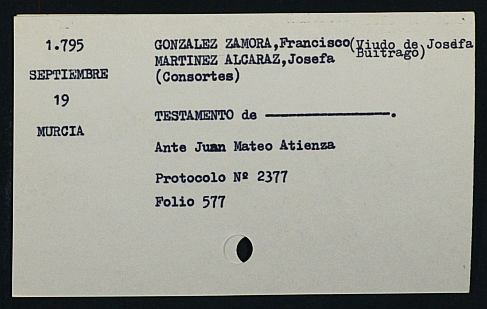 1.795
SEPTIEMBRE
19
MURCIA
GONZALEZ ZAMORA,Francisco(Viudo de Josefa
Buitrago)
MARTINEZ ALCARAZ,Josefa
(Consortes)
TESTAMENTO de ————————.
Ante Juan Mateo Atienza
Protocolo Nº 2377
Folio 577